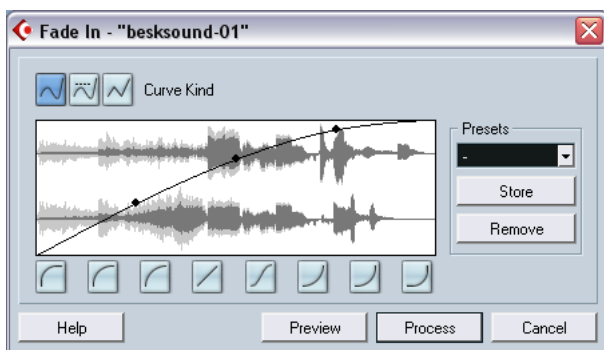 Fade In - "besksound-01"
Curve Kind
Presets
-
Store
Remove
Help
Preview
Process
Cancel